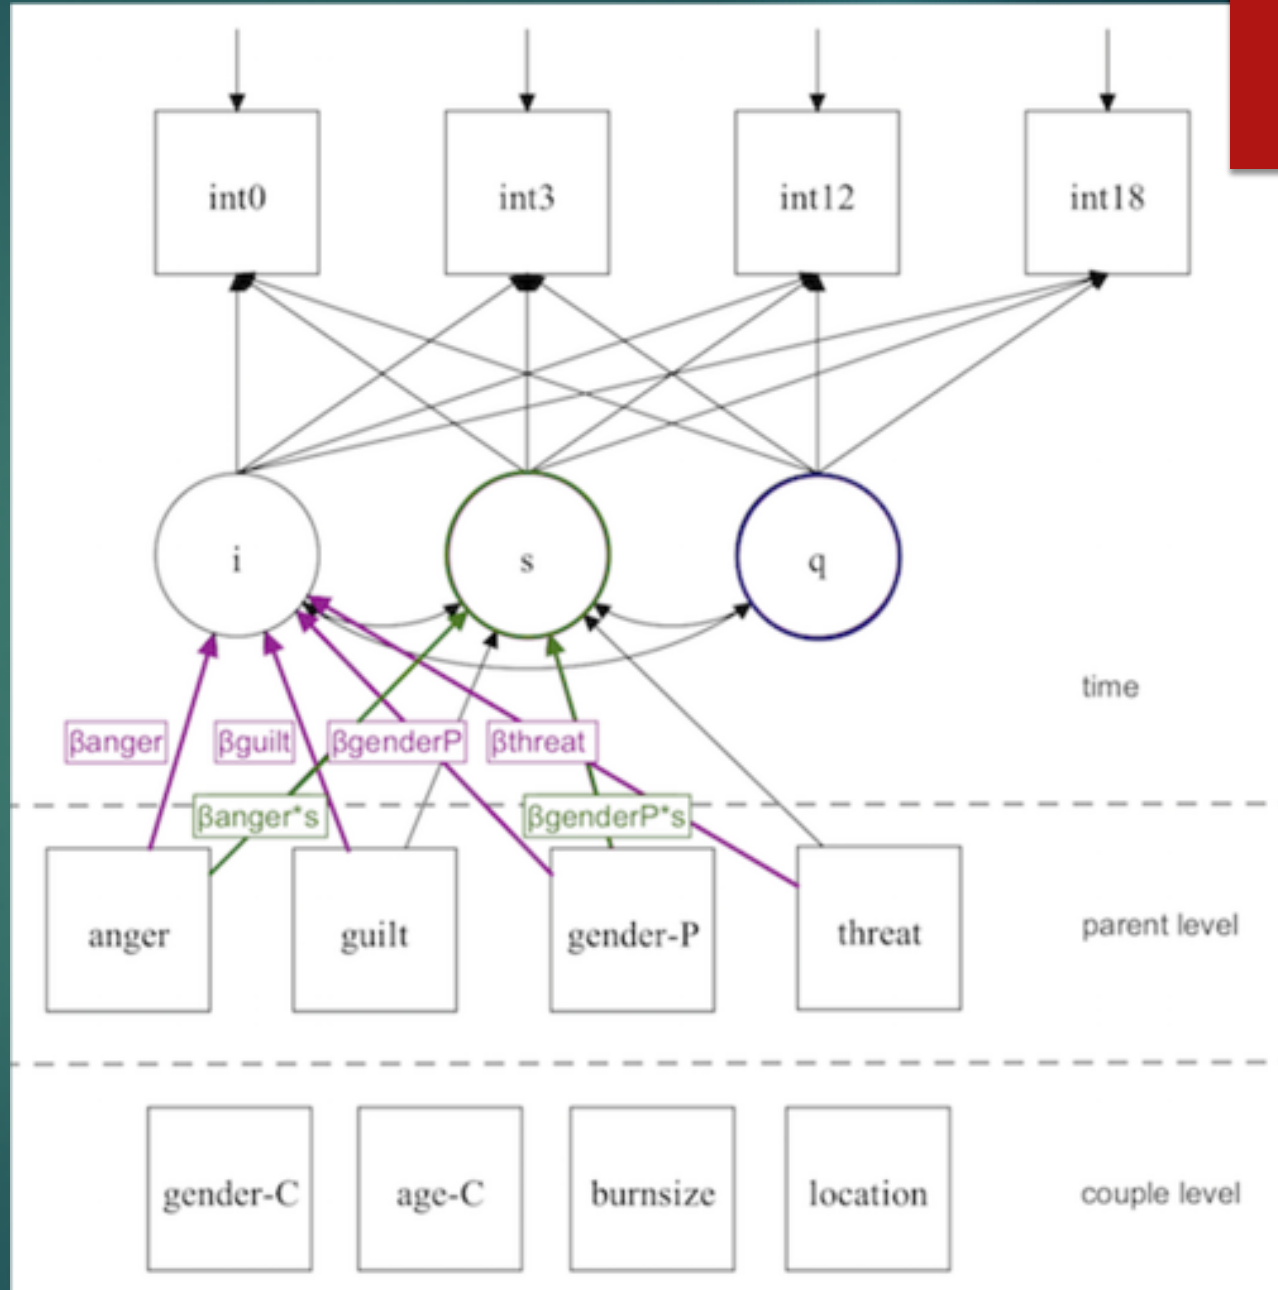 int0 int3 int12 int18
i s q
time
βanger βguilt βgenderP βthreat
βanger*s βgenderP*s
anger guilt gender-P threat parent level
gender-C age-C burnsize location couple level